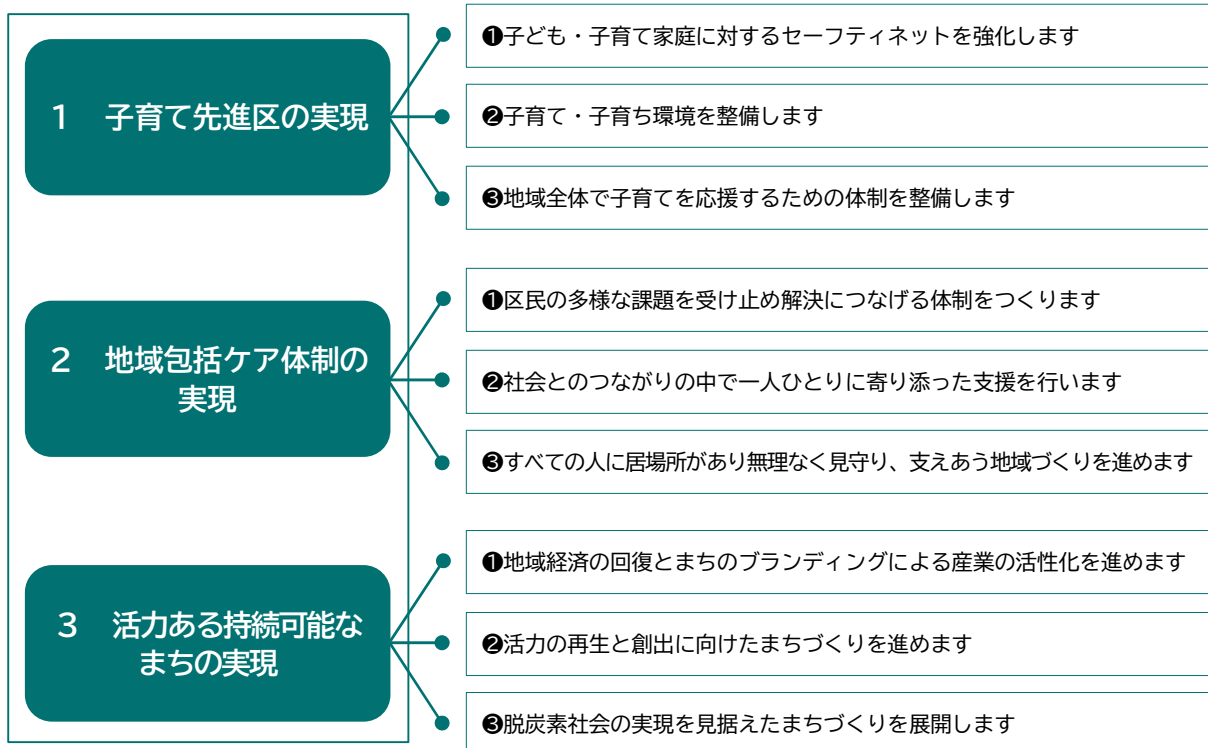 1 子育て先進区の実現
❶子ども・子育て家庭に対するセーフティネットを強化します
❷子育て・子育ち環境を整備します
❸地域全体で子育てを応援するための体制を整備します
2 地域包括ケア体制の
実現
❶区民の多様な課題を受け止め解決につなげる体制をつくります
❷社会とのつながりの中で一人ひとりに寄り添った支援を行います
❸すべての人に居場所があり無理なく見守り、支えあう地域づくりを進めます
3 活力ある持続可能な
まちの実現
❶地域経済の回復とまちのブランディングによる産業の活性化を進めます
❷活力の再生と創出に向けたまちづくりを進めます
❸脱炭素社会の実現を見据えたまちづくりを展開します